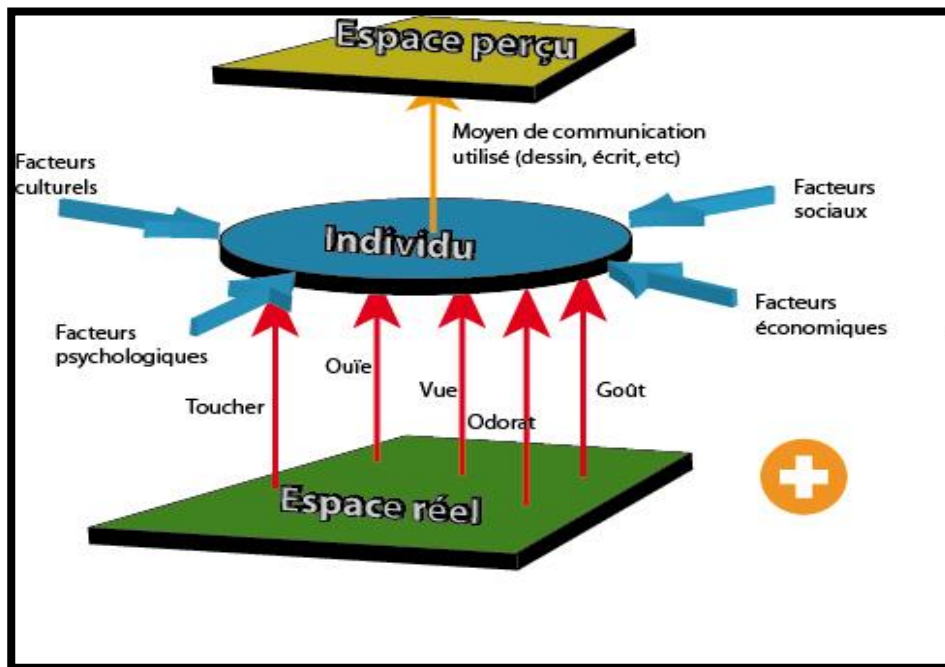 Espace perçu
Moyen de communication
utilisé (dessin, écrit, etc)
Facteurs
culturels
Facteurs
sociaux
Individu
Facteurs
psychologiques
Facteurs
économiques
Ouïe
Toucher
Vue
Goût
Odorat
Espace réel